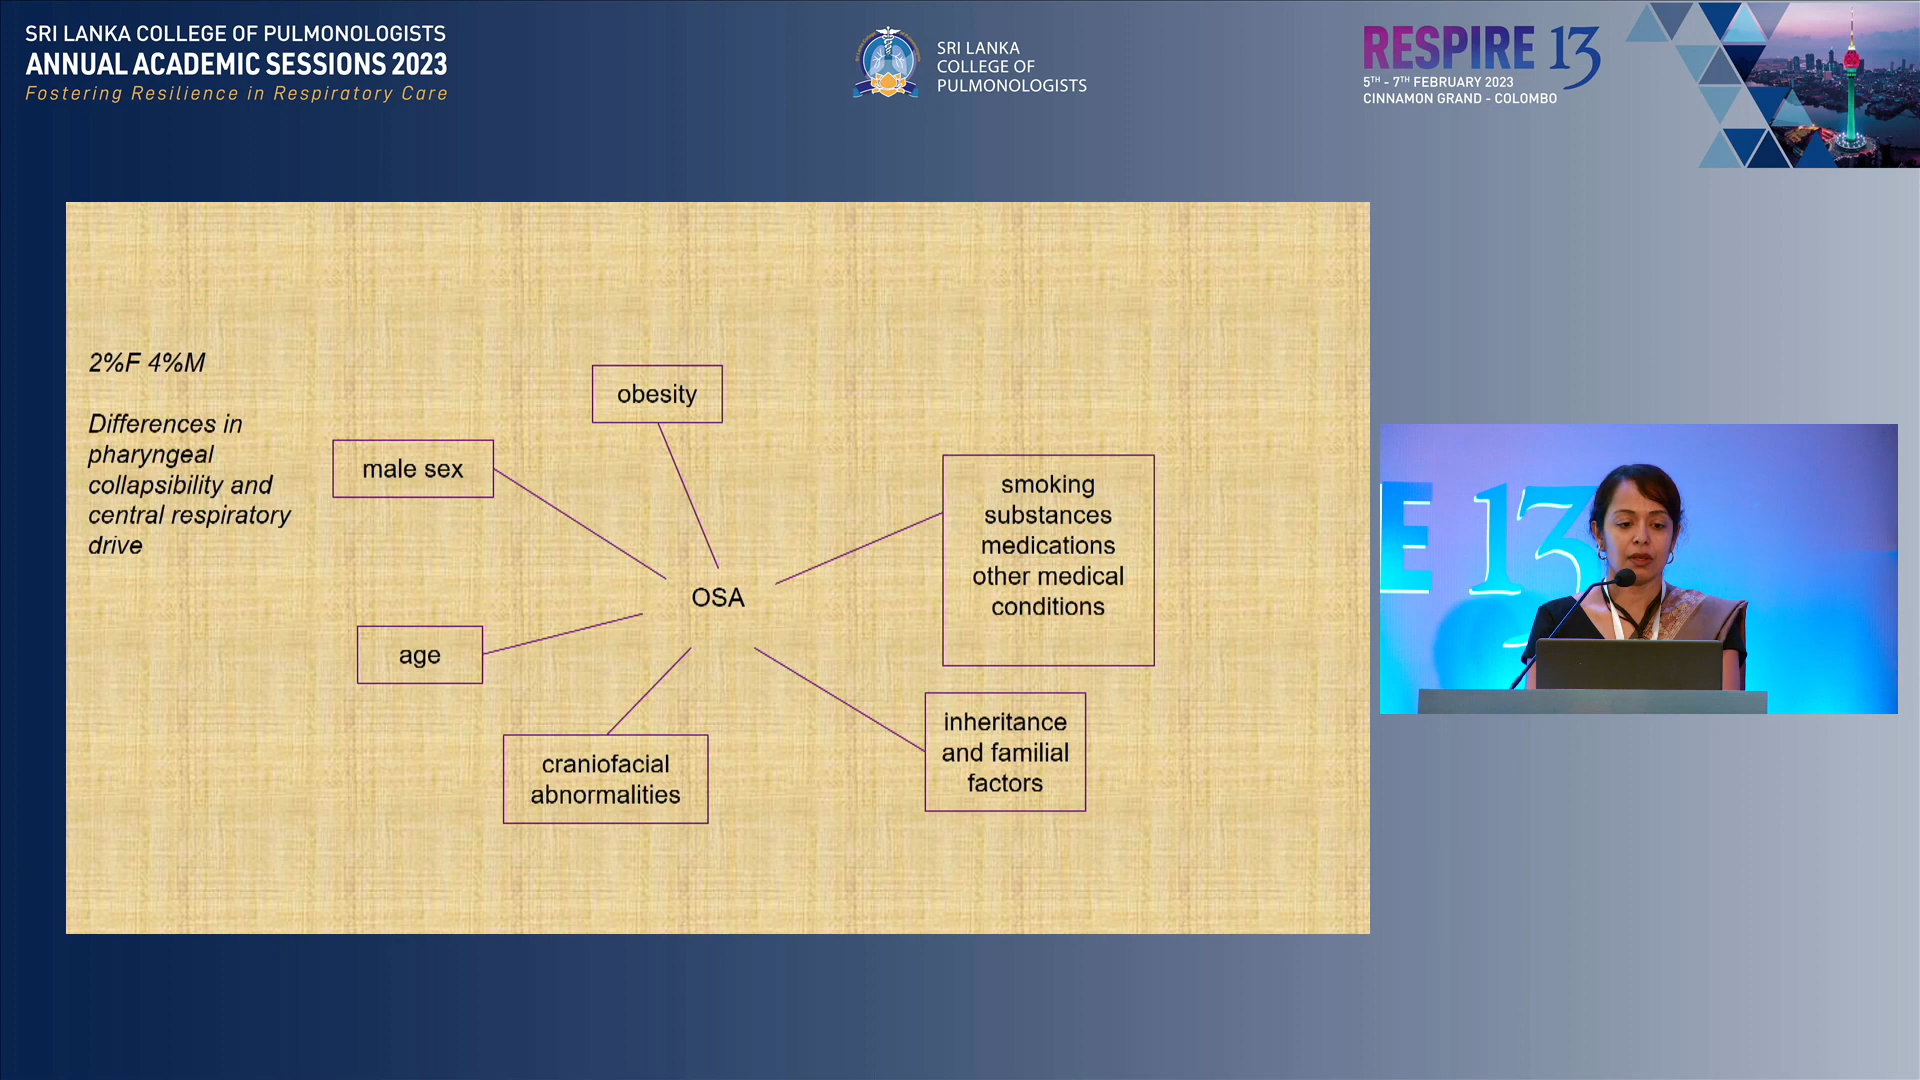 SRI LANKA COLLEGE OF PULMONOLOGISTS
ANNUAL ACADEMIC SESSIONS 2023
Fostering Resilience in Respiratory Care
SRI LANKA
COLLEGE OF
PULMONOLOGISTS
RESPIRE 13
5TH - 7TH FEBRUARY 2023
CINNAMON GRAND - COLOMBO
2%F 4%M
Differences in
pharyngeal
collapsibility and
central respiratory
drive
obesity
male sex
smoking
substances
medications
other medical
conditions
OSA
age
inheritance
and familial
factors
craniofacial
abnormalities
E 13